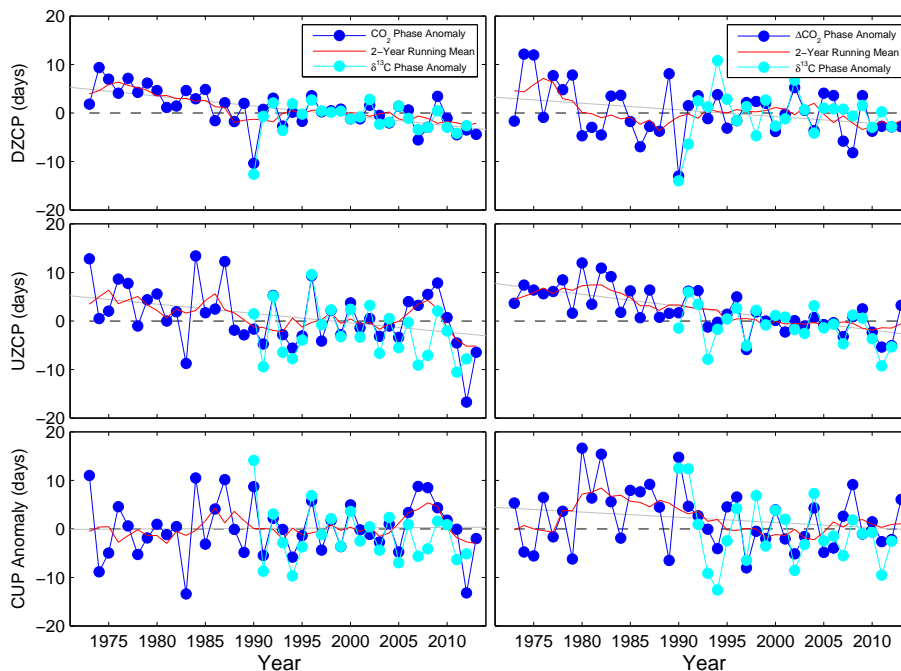 20
10
0
−10
−20
DZCP (days)
CO2 Phase Anomaly
2−Year Running Mean
δ13C Phase Anomaly
ΔCO2 Phase Anomaly
2−Year Running Mean
δ13C Phase Anomaly
20
10
0
−10
−20
UZCP (days)
20
10
0
−10
−20
CUP Anomaly (days)
1975 1980 1985 1990 1995 2000 2005 2010
Year
1975 1980 1985 1990 1995 2000 2005 2010
Year